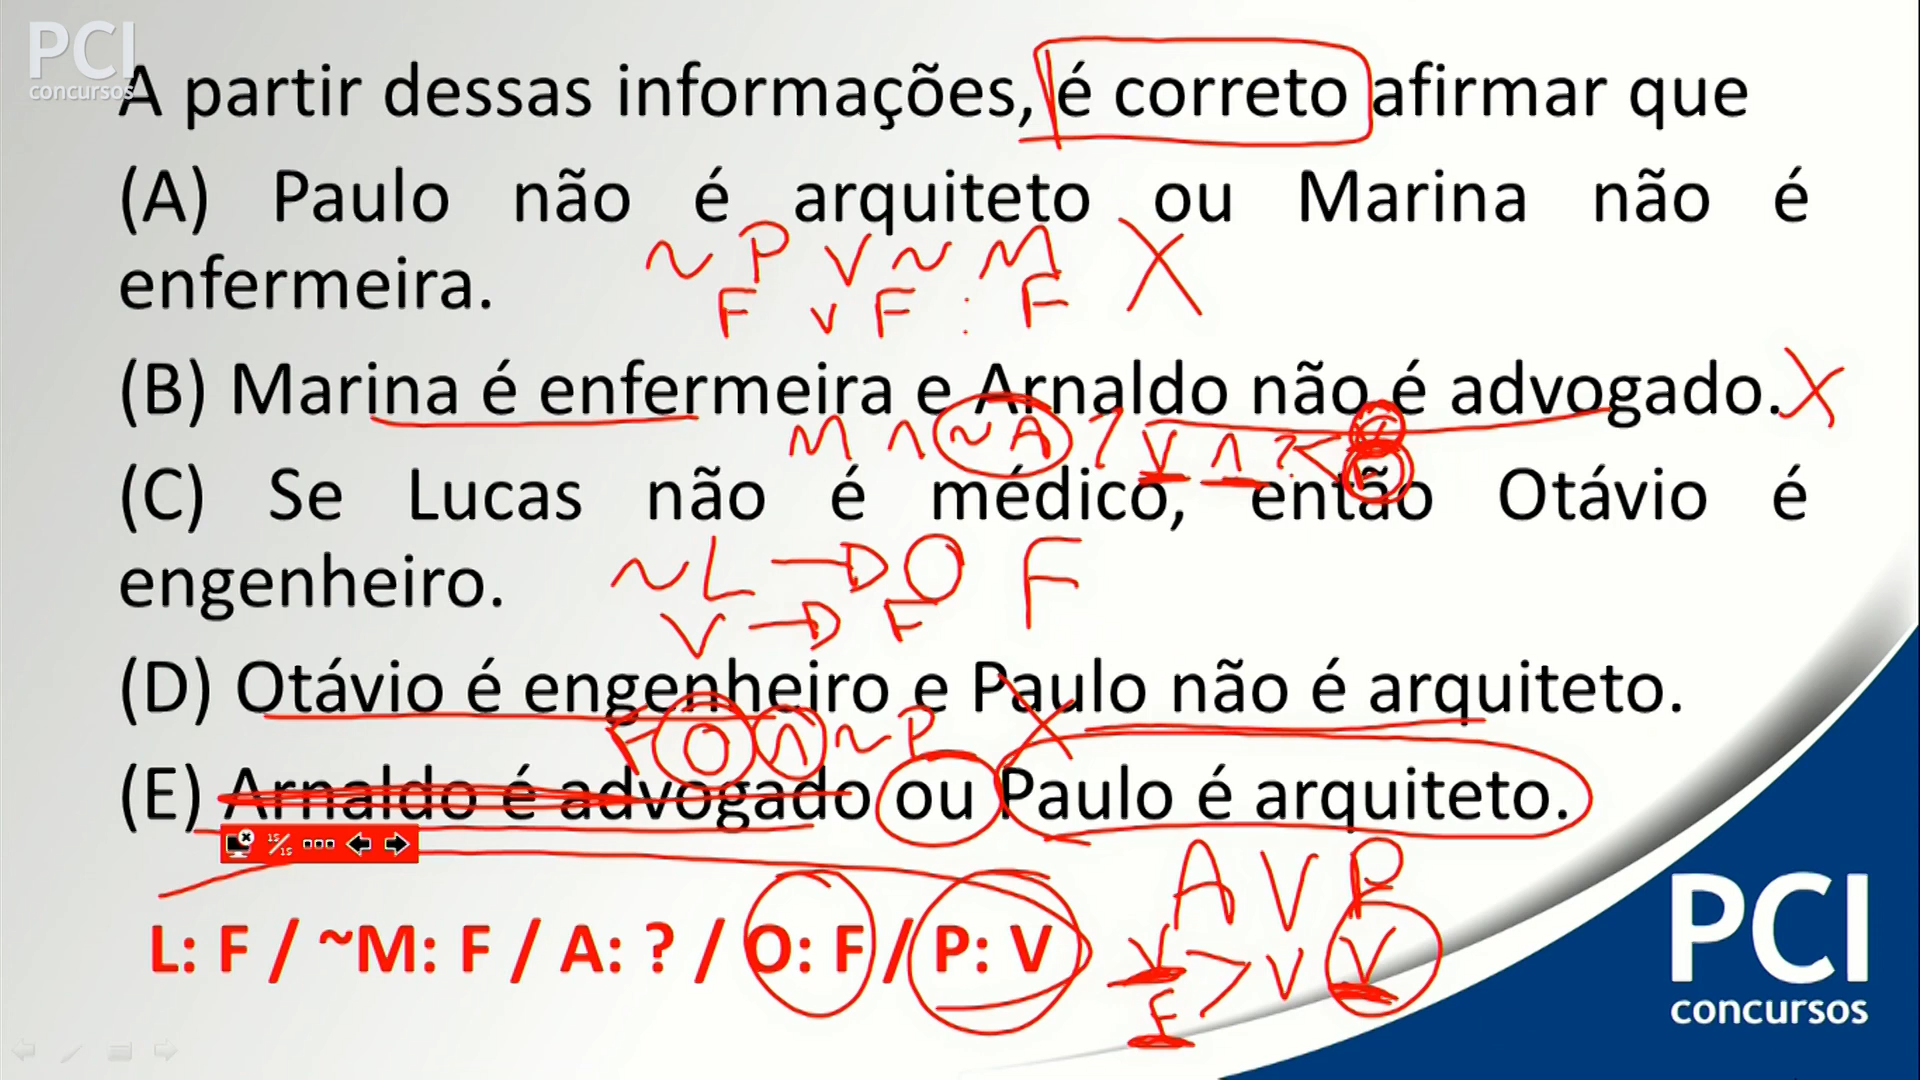 PCI
concursos
A partir dessas informações, é correto afirmar que
(A) Paulo não é arquiteto ou Marina não é
enfermeira.
~P V ~M X
F v F : F
(B) Marina é enfermeira e Arnaldo não é advogado. X
M ∧ ~A ? V ∧ ? <
(C) Se Lucas não é médico, então Otávio é
engenheiro.
~L → O F
V → F
(D) Otávio é engenheiro e Paulo não é arquiteto.
F O ∧ ~P X
(E) Arnaldo é advogado ou Paulo é arquiteto.
15/15
A V P
L: F / ~M: F / A: ? / O: F / P: V
V > V V
F
PCI
concursos